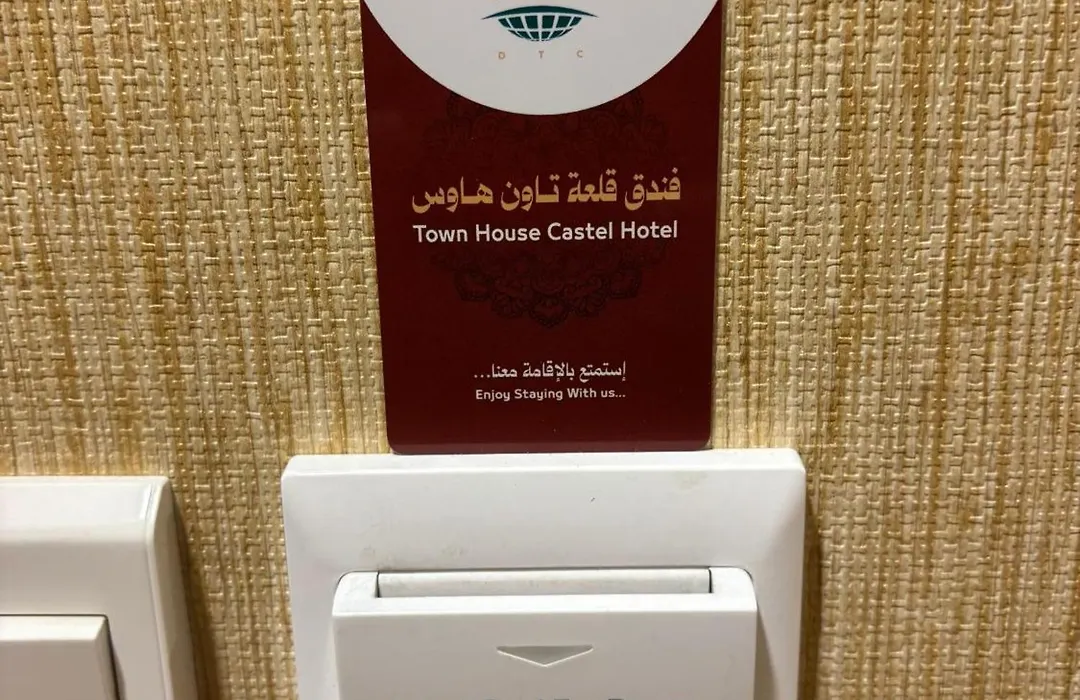 D T C
فندق قلعة تاون هاوس
Town House Castel Hotel
إستمتع بالإقامة معنا...
Enjoy Staying With us...